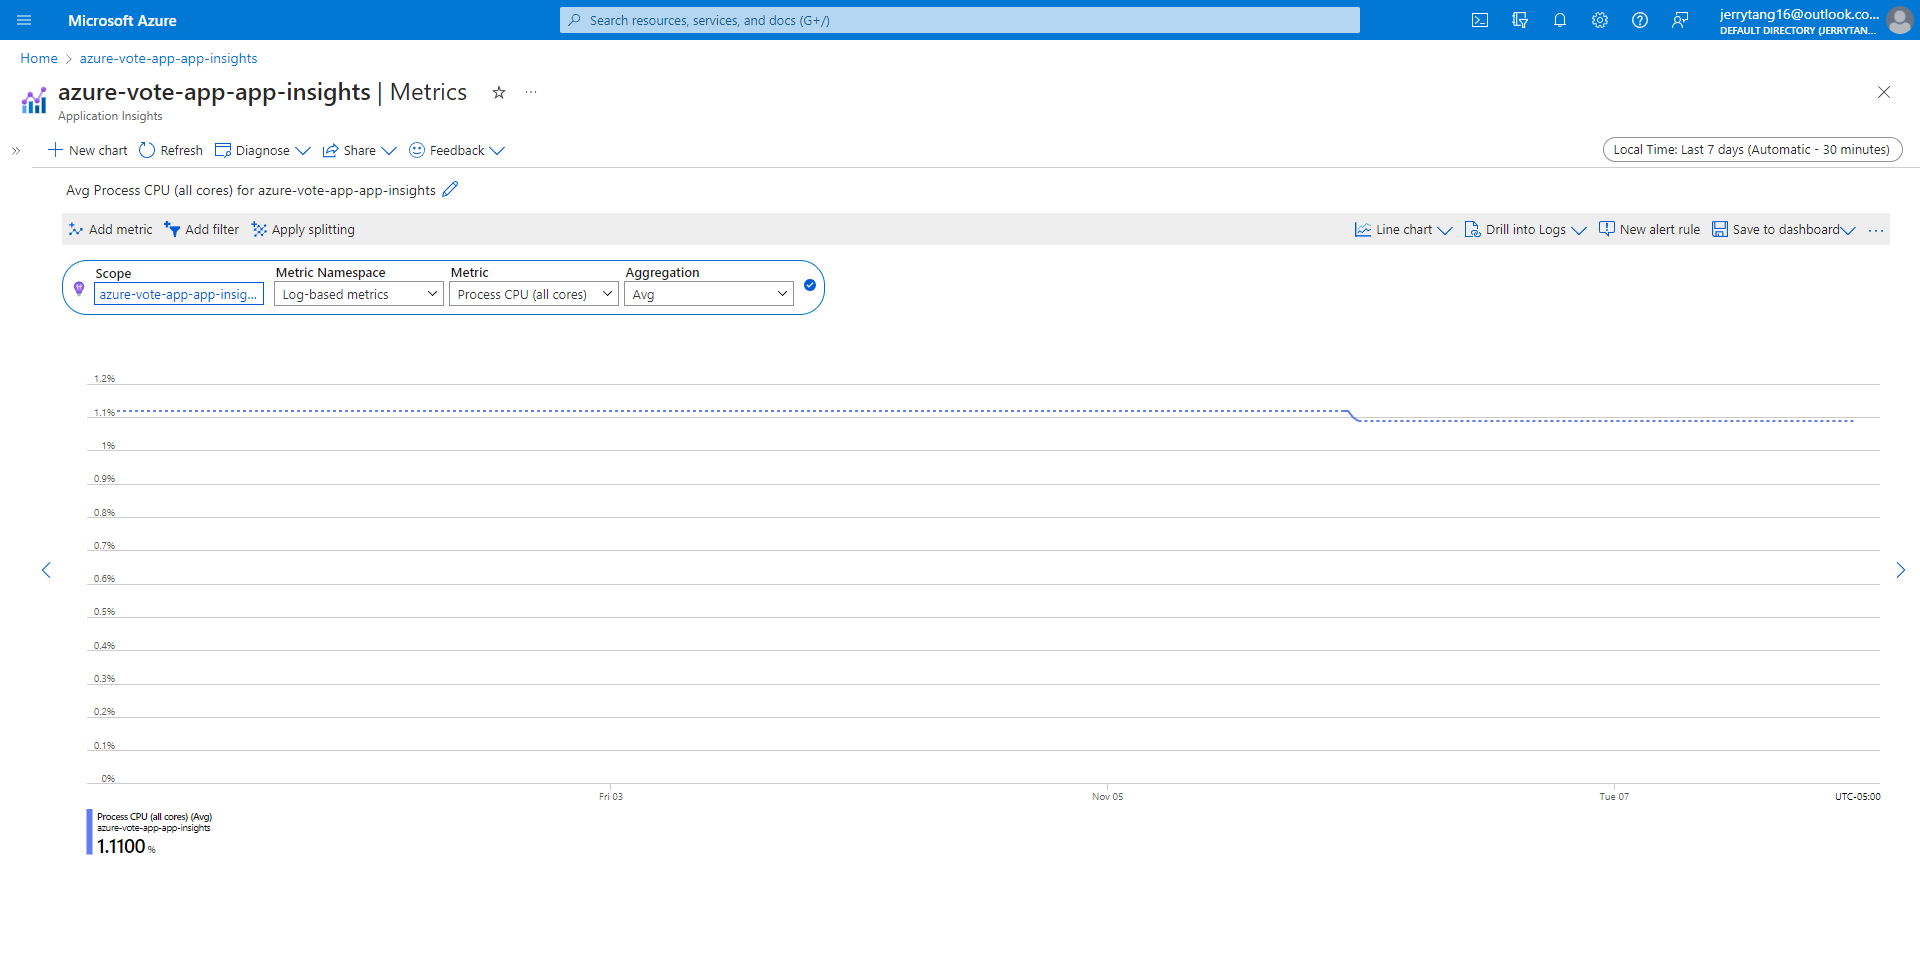 Microsoft Azure
Search resources, services, and docs (G+/)
jerrytang16@outlook.co...
DEFAULT DIRECTORY (JERRYTAN...
Home > azure-vote-app-app-insights
azure-vote-app-app-insights | Metrics
Application Insights
New chart Refresh Diagnose Share Feedback
Local Time: Last 7 days (Automatic - 30 minutes)
Avg Process CPU (all cores) for azure-vote-app-app-insights
Add metric Add filter Apply splitting
Line chart Drill into Logs New alert rule Save to dashboard
Scope Metric Namespace Metric Aggregation
azure-vote-app-app-insig... Log-based metrics Process CPU (all cores) Avg
1.2%
1.1%
1%
0.9%
0.8%
0.7%
0.6%
0.5%
0.4%
0.3%
0.2%
0.1%
0%
Fri 03 Nov 05 Tue 07 UTC-05:00
Process CPU (all cores) (Avg)
azure-vote-app-app-insights
1.1100 %